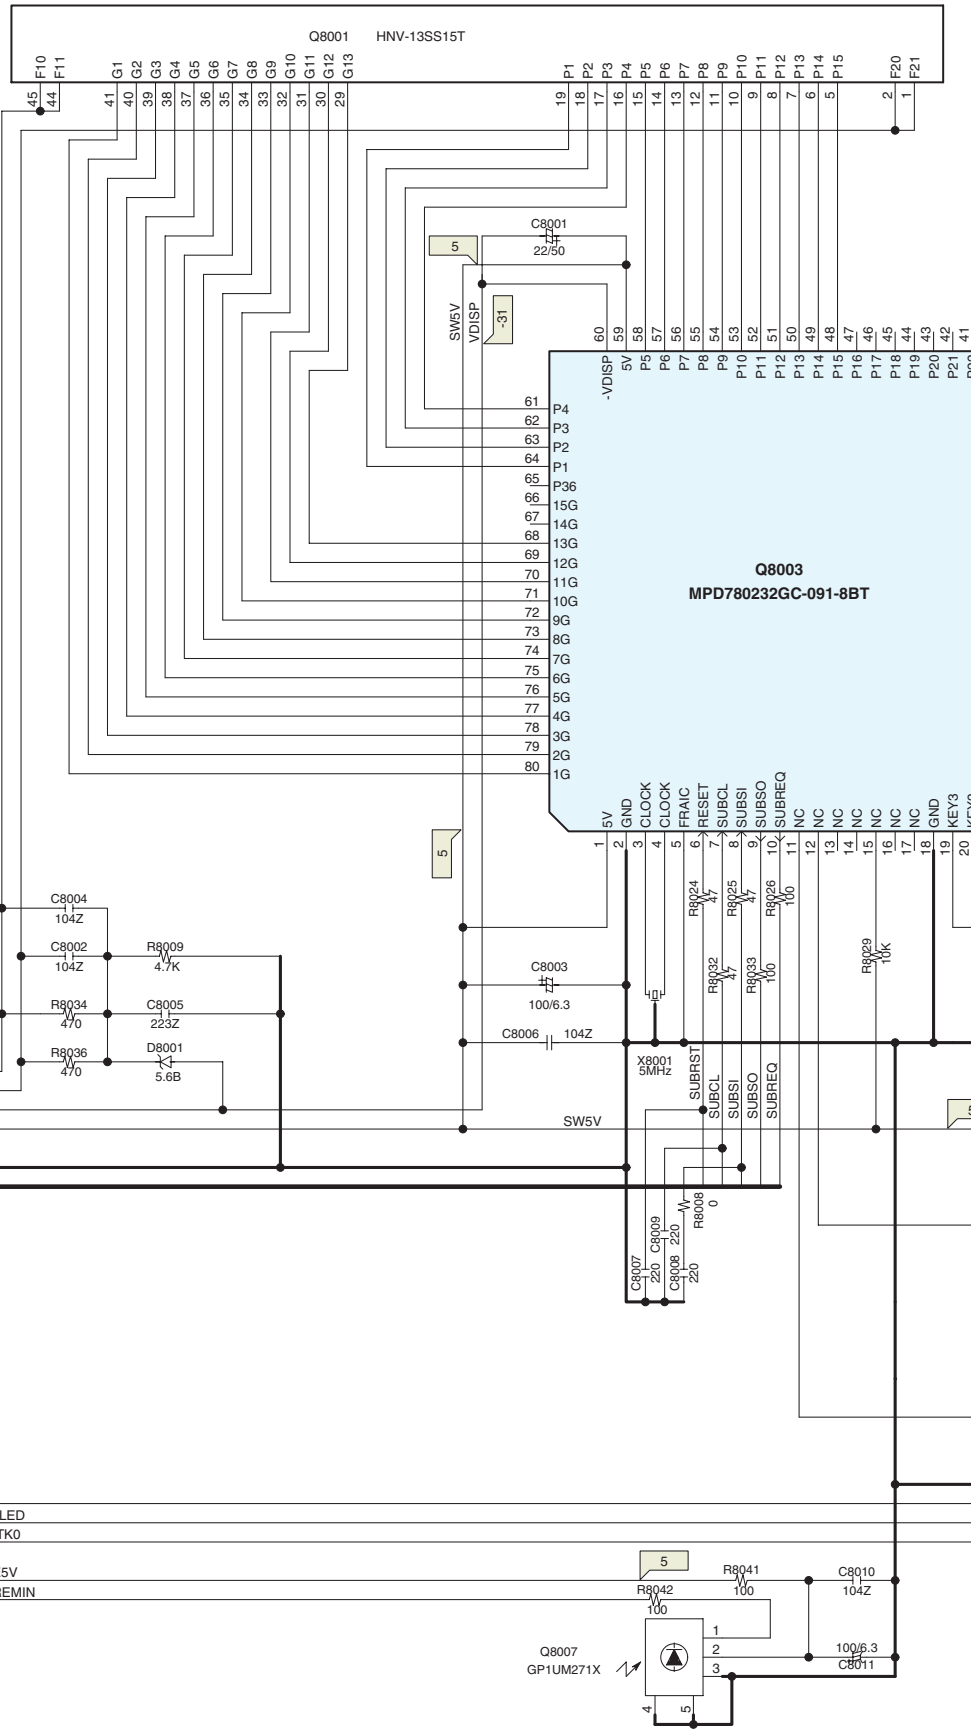 Q8001 HNV-13SS15T
F10 F11 G1 G2 G3 G4 G5 G6 G7 G8 G9 G10 G11 G12 G13 P1 P2 P3 P4 P5 P6 P7 P8 P9 P10 P11 P12 P13 P14 P15 F20 F21
45 44 41 40 39 38 37 36 35 34 33 32 31 30 29 19 18 17 16 15 14 13 12 11 10 9 8 7 6 5 2 1
C8001
22/50
5
SW5V
VDISP
-31
60 59 58 57 56 55 54 53 52 51 50 49 48 47 46 45 44 43 42 41
-VDISP 5V P5 P6 P7 P8 P9 P10 P11 P12 P13 P14 P15 P16 P17 P18 P19 P20 P21
61 P4
62 P3
63 P2
64 P1
65 P36
66 15G
67 14G
68 13G
69 12G
70 11G
71 10G
72 9G
73 8G
74 7G
75 6G
76 5G
77 4G
78 3G
79 2G
80 1G
Q8003
MPD780232GC-091-8BT
5V GND CLOCK CLOCK FRAIC RESET SUBCL SUBSI SUBSO SUBREQ NC NC NC NC NC NC NC GND KEY3
1 2 3 4 5 6 7 8 9 10 11 12 13 14 15 16 17 18 19 20
5
C8004
104Z
C8002
104Z
R8009
4.7K
R8034
470
C8005
223Z
R8036
470
D8001
5.6B
C8003
100/6.3
C8006 104Z
X8001
5MHz
R8024
47
R8025
47
R8026
100
R8032
47
R8033
100
R8029
10K
SUBRST
SUBCL
SUBSI
SUBSO
SUBREQ
SW5V
5
R8008
0
C8009
220
C8007
220
C8008
220
LED
TK0
5V
REMIN
5
R8041
100
R8042
100
C8010
104Z
100/6.3
C8011
Q8007
GP1UM271X
1
2
3
4
5